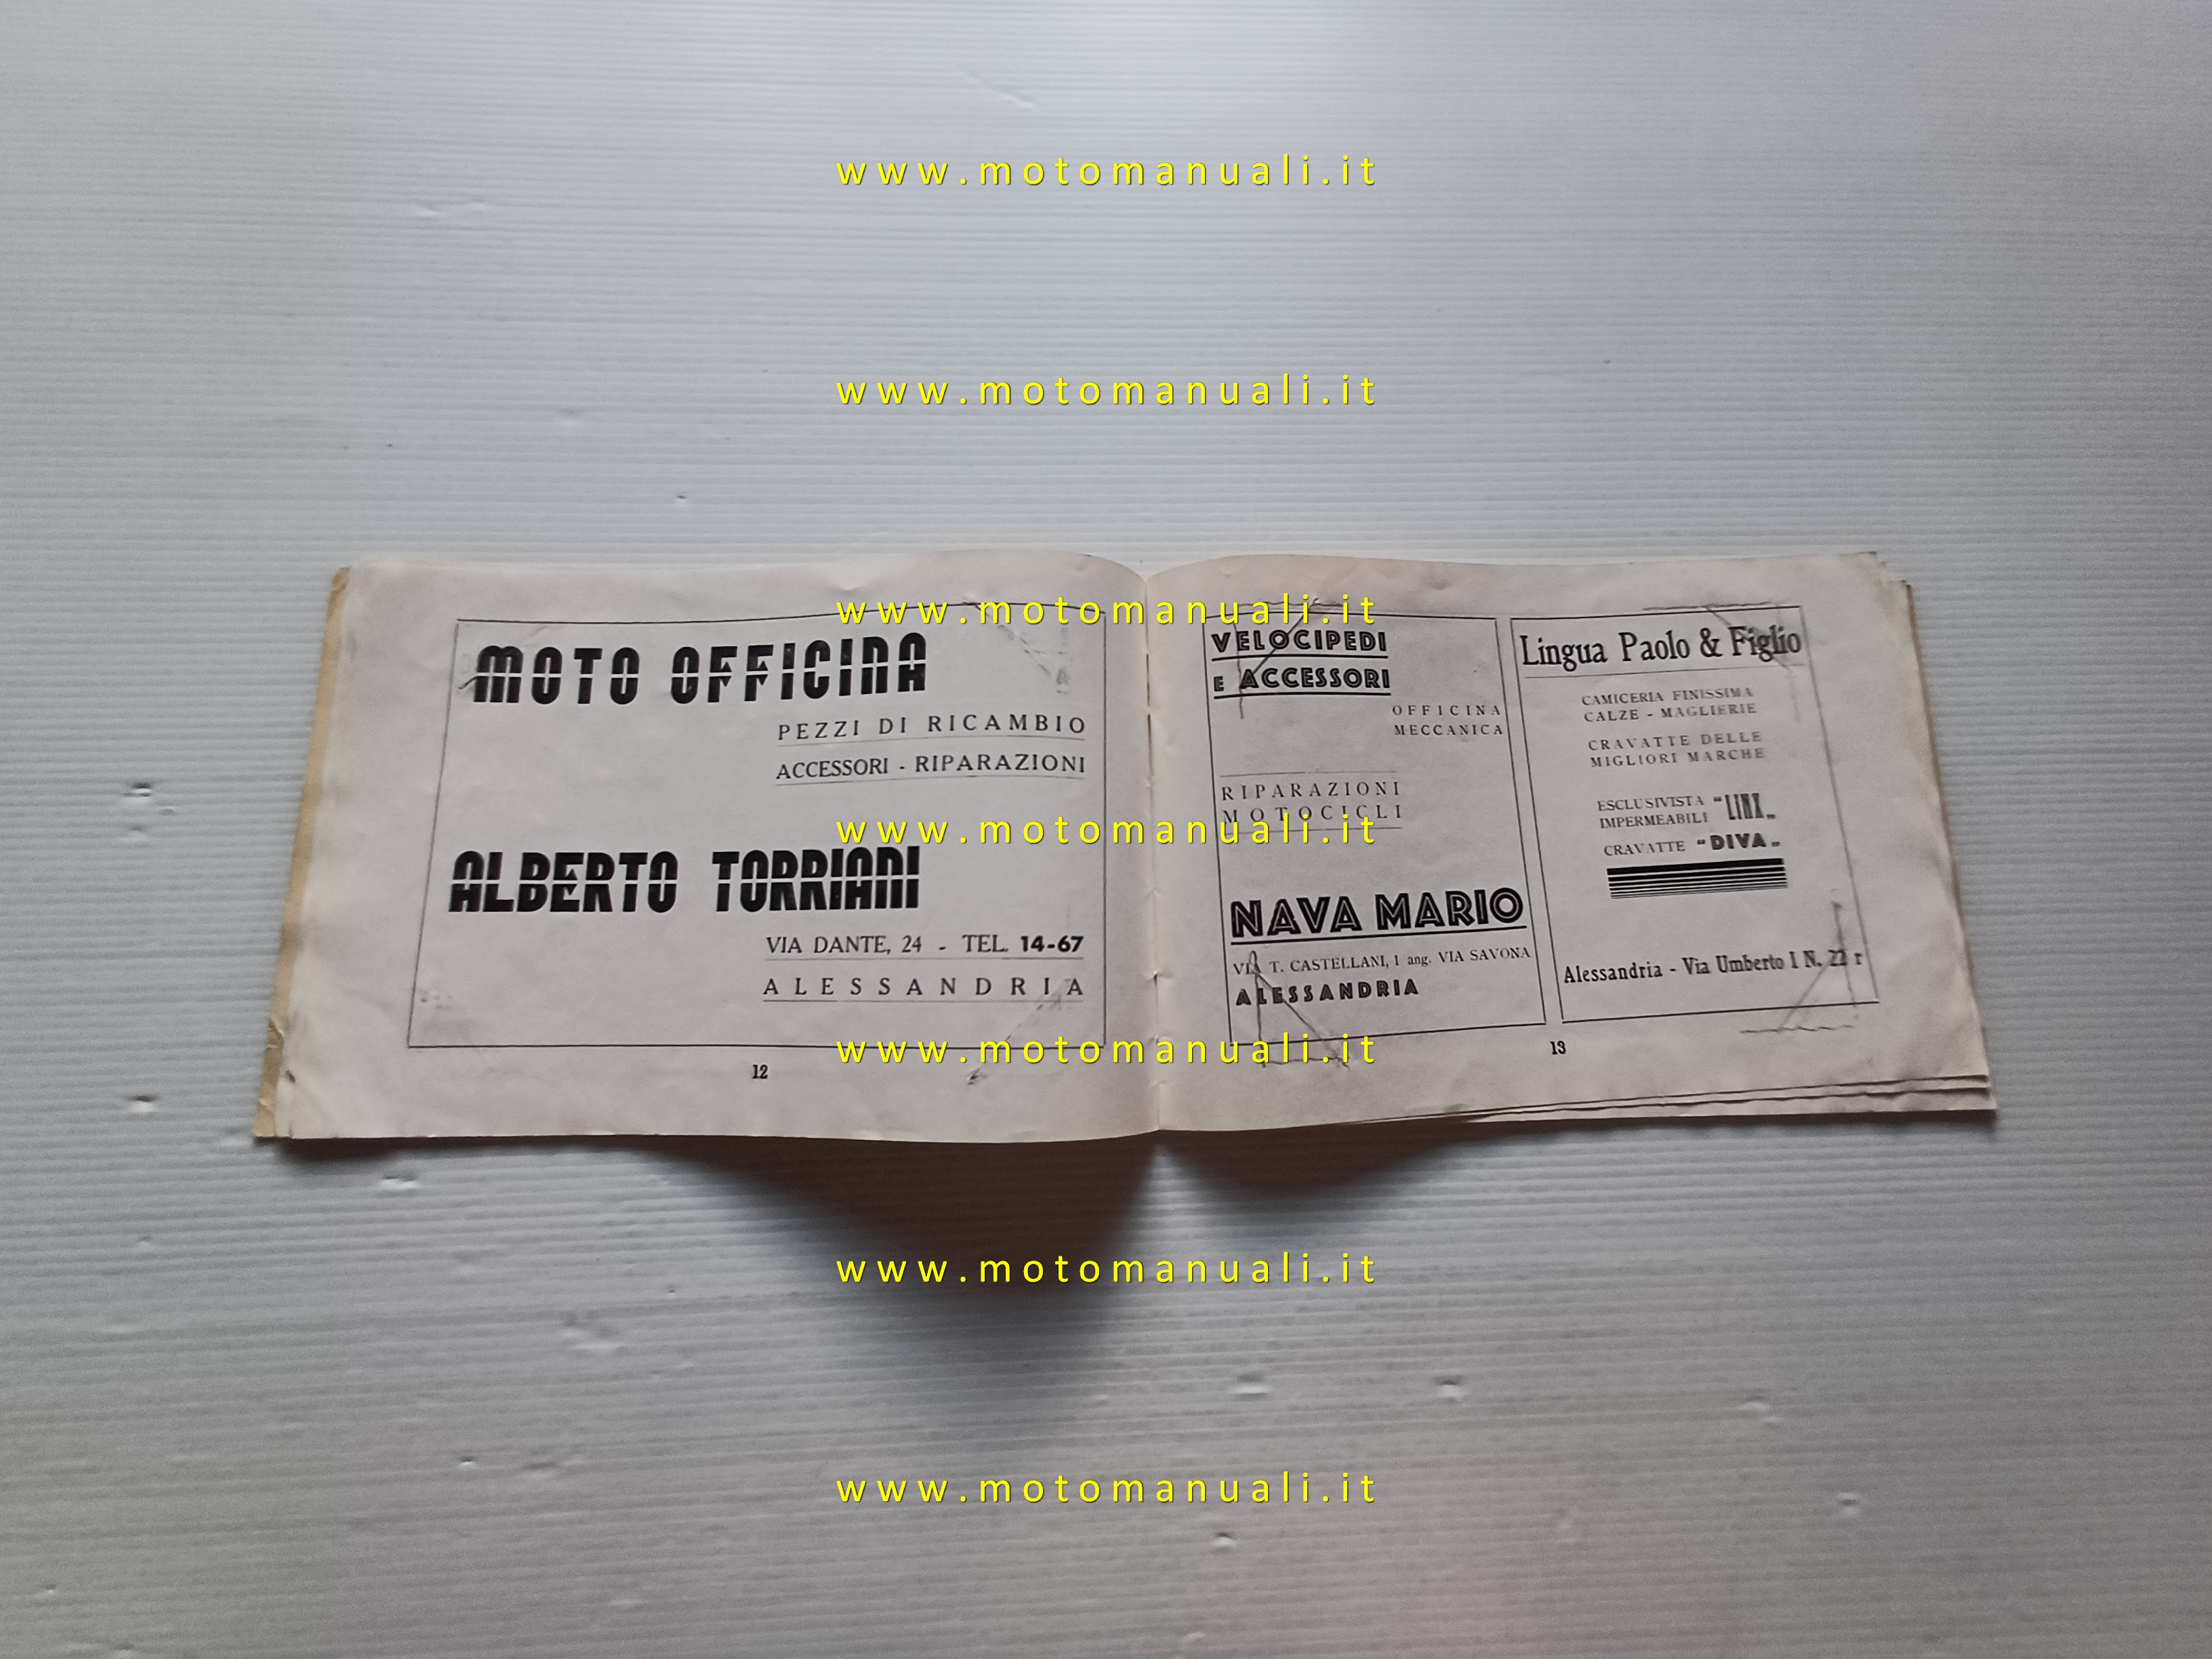 www.motomanuali.it
www.motomanuali.it
www.motomanuali.it
MOTO OFFICINA
PEZZI DI RICAMBIO
ACCESSORI - RIPARAZIONI
ALBERTO TORRIANI
VIA DANTE, 24 - TEL. 14-67
ALESSANDRIA
12
VELOCIPEDI
E ACCESSORI
OFFICINA
MECCANICA
RIPARAZIONI
MOTOCICLI
www.motomanuali.it
NAVA MARIO
VIA T. CASTELLANI, 1 ang. VIA SAVONA
ALESSANDRIA
Lingua Paolo & Figlio
CAMICERIA FINISSIMA
CALZE - MAGLIERIE
CRAVATTE DELLE
MIGLIORI MARCHE
ESCLUSIVISTA "LINX„
IMPERMEABILI
CRAVATTE "DIVA„
Alessandria - Via Umberto I N. 22 r
13
www.motomanuali.it
www.motomanuali.it
www.motomanuali.it